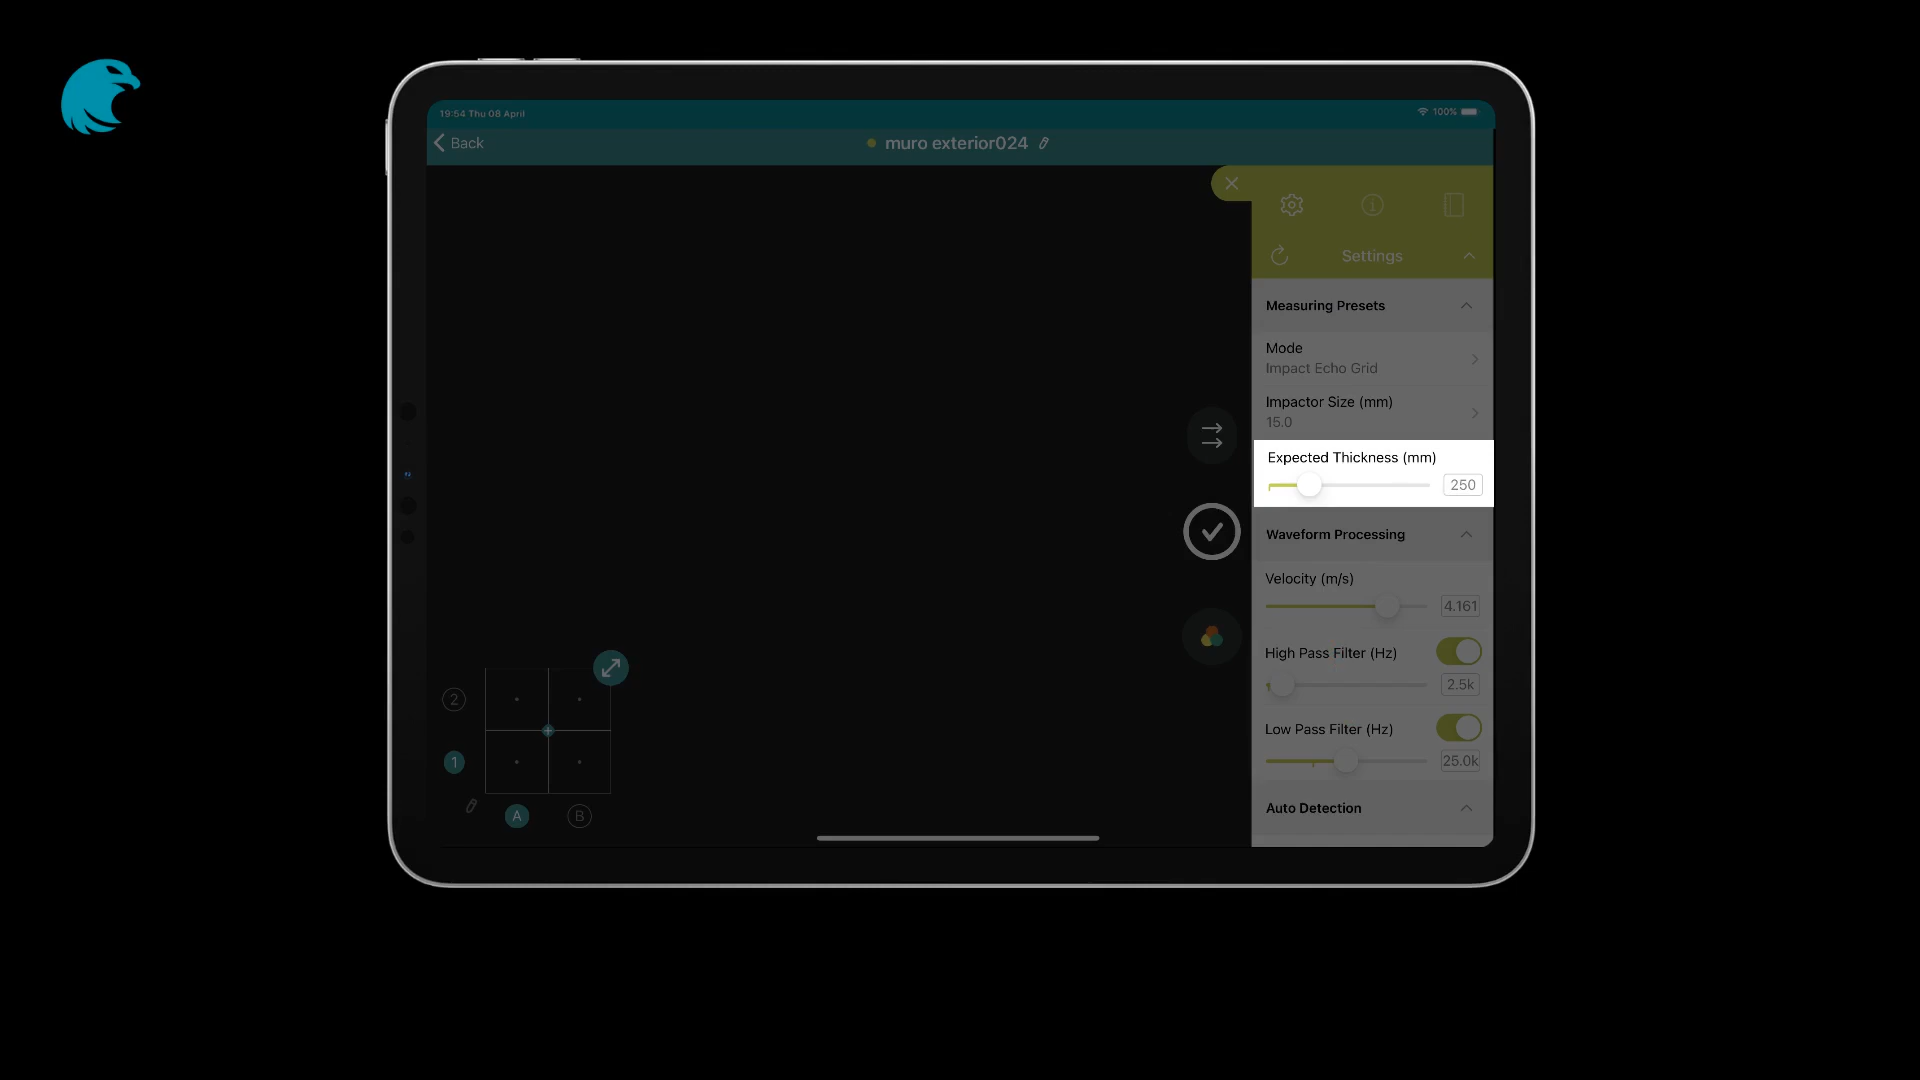 19:54 Thu 08 April
100%
Back
muro exterior024
Settings
Measuring Presets
Mode
Impact Echo Grid
Impactor Size (mm)
15.0
Expected Thickness (mm)
250
Waveform Processing
Velocity (m/s)
4.161
High Pass Filter (Hz)
2.5k
Low Pass Filter (Hz)
25.0k
Auto Detection
2
1
A
B